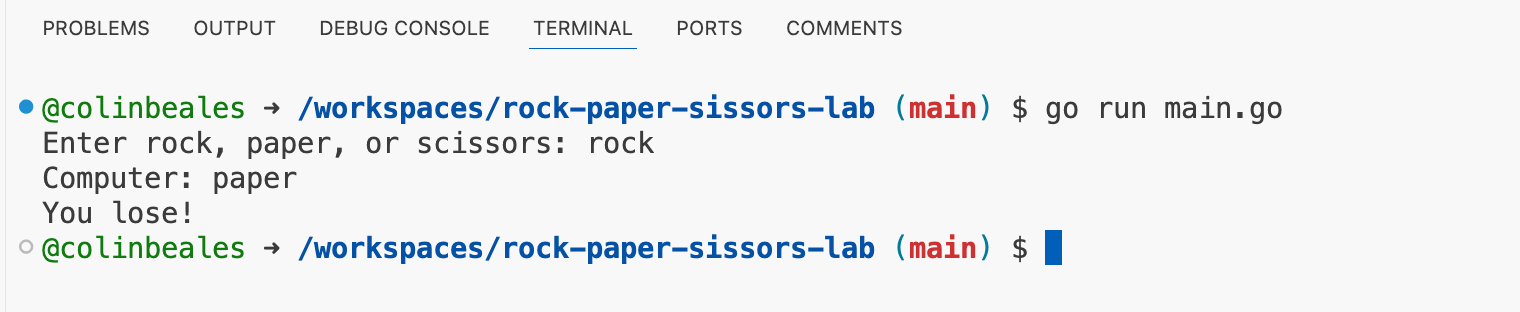 PROBLEMS OUTPUT DEBUG CONSOLE TERMINAL PORTS COMMENTS
@colinbeales ➜ /workspaces/rock-paper-sissors-lab (main) $ go run main.go
Enter rock, paper, or scissors: rock
Computer: paper
You lose!
@colinbeales ➜ /workspaces/rock-paper-sissors-lab (main) $